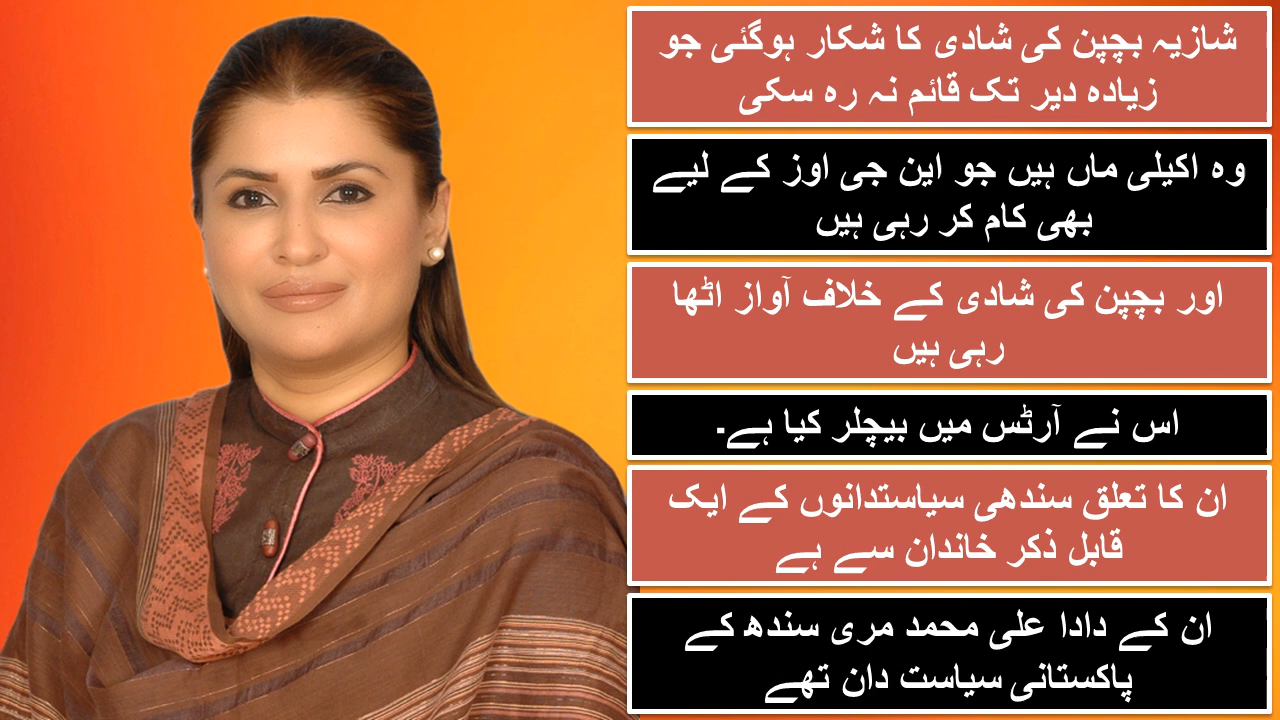 شازیہ بچپن کی شادی کا شکار ہوگئی جو
زیادہ دیر تک قائم نہ رہ سکی
وہ اکیلی ماں ہیں جو این جی اوز کے لیے
بھی کام کر رہی ہیں
اور بچپن کی شادی کے خلاف آواز اٹھا
رہی ہیں
اس نے آرٹس میں بیچلر کیا ہے۔
ان کا تعلق سندھی سیاستدانوں کے ایک
قابل ذکر خاندان سے ہے
ان کے دادا علی محمد مری سندھ کے
پاکستانی سیاست دان تھے